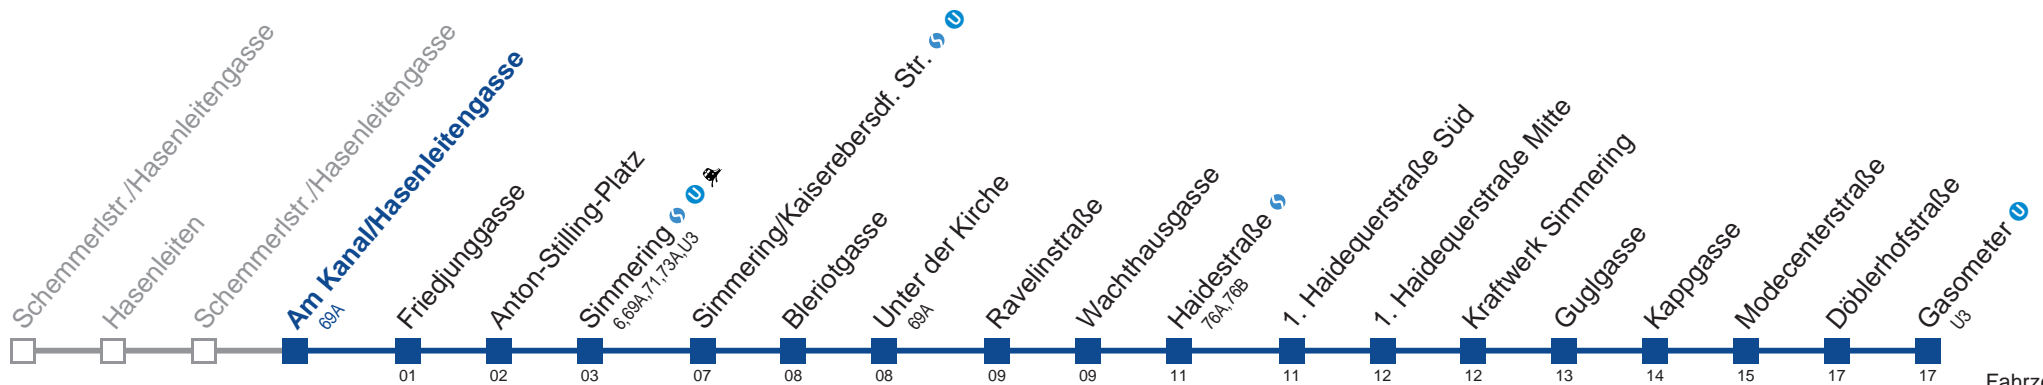 Schemmerlstr./Hasenleitengasse
Hasenleiten
Schemmerlstr./Hasenleitengasse
Am Kanal/Hasenleitengasse
69A
Friedjunggasse
Anton-Stilling-Platz
Simmering S U
6,69A,71,73A,U3
Simmering/Kaiserebersdf. Str. S U
Bleriotgasse
Unter der Kirche
69A
Ravelinstraße
Wachthausgasse
Haidestraße S
76A,76B
1. Haidequerstraße Süd
1. Haidequerstraße Mitte
Kraftwerk Simmering
Guglgasse
Kappgasse
Modecenterstraße
Döblerhofstraße
Gasometer U
U3
01 02 03 07 08 08 09 09 11 11 12 12 13 14 15 17 17